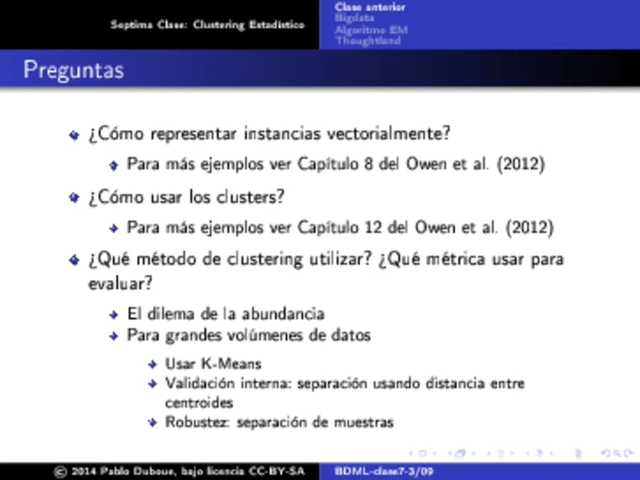 Septima Clase: Clustering Estadistico
Clase anterior
Bigdata
Algoritmo EM
Thoughtland
Preguntas
¿Cómo representar instancias vectorialmente?
Para más ejemplos ver Capítulo 8 del Owen et al. (2012)
¿Cómo usar los clusters?
Para más ejemplos ver Capítulo 12 del Owen et al. (2012)
¿Qué método de clustering utilizar? ¿Qué métrica usar para
evaluar?
El dilema de la abundancia
Para grandes volúmenes de datos
Usar K-Means
Validación interna: separación usando distancia entre
centroides
Robustez: separación de muestras
© 2014 Pablo Duboue, bajo licencia CC-BY-SA
BDML-clase7-3/09